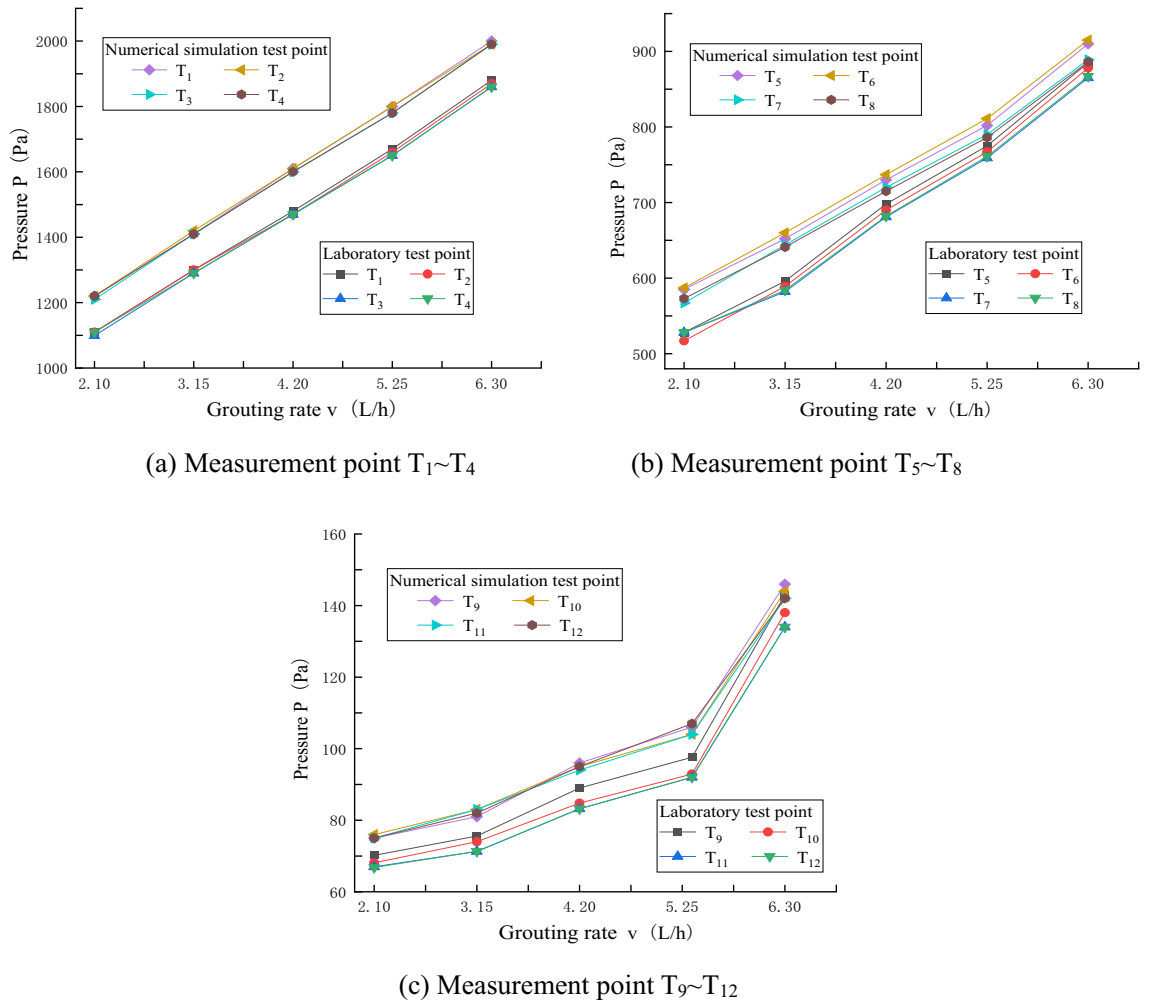 2000
1800
1600
1400
1200
1000
Pressure P (Pa)
Numerical simulation test point
T₁ T₂
T₃ T₄
Laboratory test point
T₁ T₂
T₃ T₄
2.10 3.15 4.20 5.25 6.30
Grouting rate v (L/h)
(a) Measurement point T₁~T₄
900
800
700
600
500
Pressure P (Pa)
Numerical simulation test point
T₅ T₆
T₇ T₈
Laboratory test point
T₅ T₆
T₇ T₈
2.10 3.15 4.20 5.25 6.30
Grouting rate v (L/h)
(b) Measurement point T₅~T₈
160
140
120
100
80
60
Pressure P (Pa)
Numerical simulation test point
T₉ T₁₀
T₁₁ T₁₂
Laboratory test point
T₉ T₁₀
T₁₁ T₁₂
2.10 3.15 4.20 5.25 6.30
Grouting rate v (L/h)
(c) Measurement point T₉~T₁₂